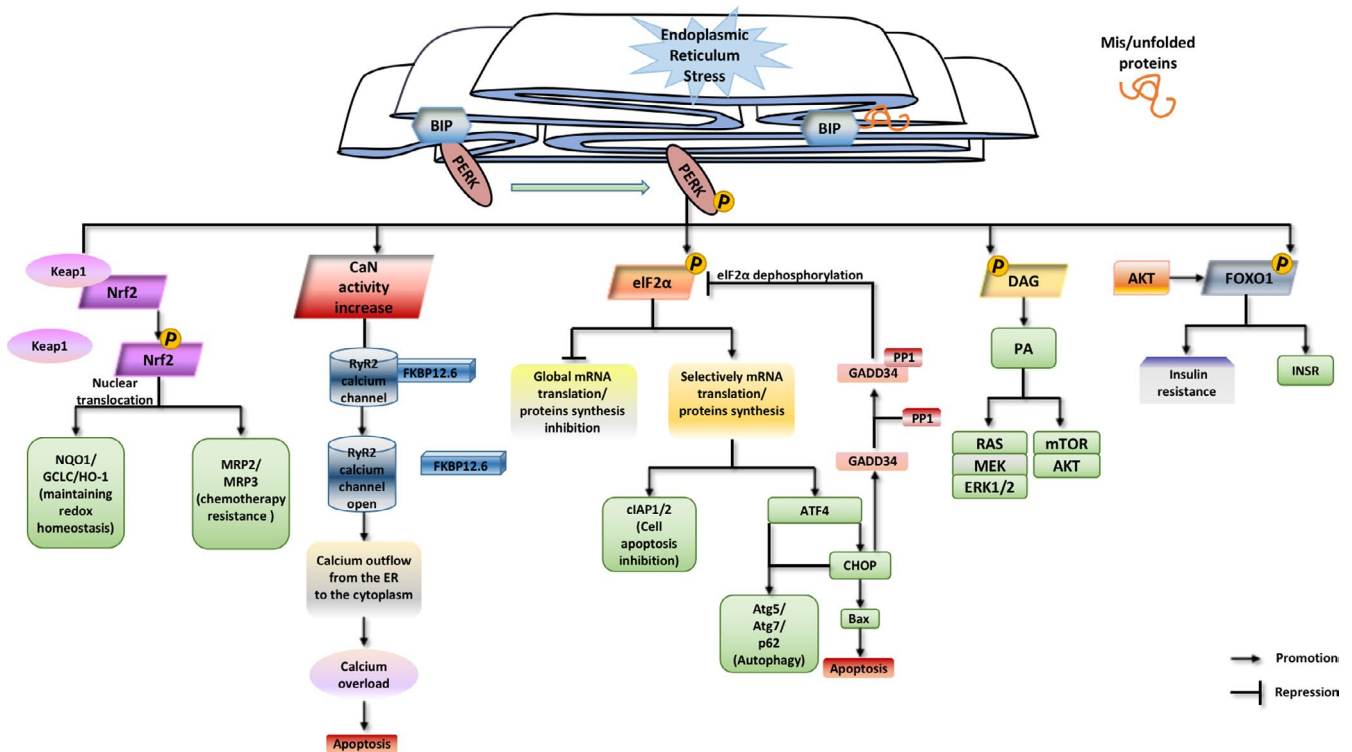 Endoplasmic
Reticulum
Stress
Mis/unfolded
proteins
BIP
BIP
PERK
PERK
P
Keap1
Nrf2
Keap1
P
Nrf2
Nuclear
translocation
NQO1/
GCLC/HO-1
(maintaining
redox
homeostasis)
MRP2/
MRP3
(chemotherapy
resistance )
CaN
activity
increase
RyR2
calcium
channel
FKBP12.6
RyR2
calcium
channel
open
FKBP12.6
Calcium outflow
from the ER
to the cytoplasm
Calcium
overload
Apoptosis
P
eIF2α
eIF2α dephosphorylation
Global mRNA
translation/
proteins synthesis
inhibition
Selectively mRNA
translation/
proteins synthesis
PP1
GADD34
PP1
GADD34
cIAP1/2
(Cell
apoptosis
inhibition)
ATF4
CHOP
Atg5/
Atg7/
p62
(Autophagy)
Bax
Apoptosis
P
DAG
PA
RAS
MEK
ERK1/2
mTOR
AKT
AKT
P
FOXO1
Insulin
resistance
INSR
Promotion
Repression